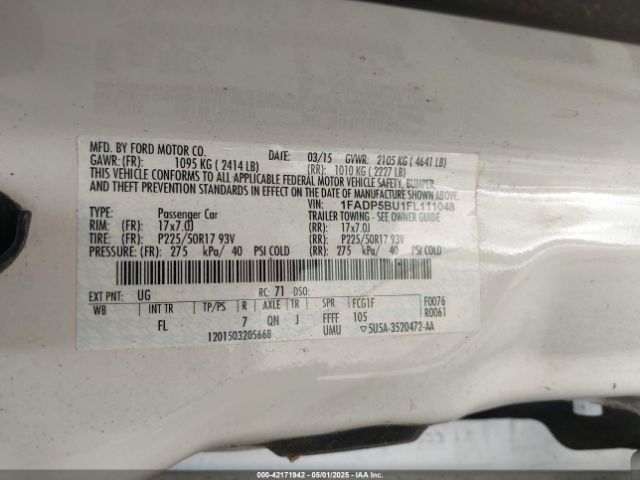 MFD. BY FORD MOTOR CO.
DATE: 03/15 GVWR: 2105 KG ( 4641 LB)
GAWR: (FR): 1095 KG ( 2414 LB) (RR): 1010 KG ( 2227 LB)
THIS VEHICLE CONFORMS TO ALL APPLICABLE FEDERAL MOTOR VEHICLE SAFETY, BUMPER,
AND THEFT PREVENTION STANDARDS IN EFFECT ON THE DATE OF MANUFACTURE SHOWN ABOVE.
VIN: 1FADP5BU1FL111048
TYPE: Passenger Car TRAILER TOWING - SEE OWNER GUIDE
RIM: (FR): 17x7.0J (RR): 17x7.0J
TIRE: (FR): P225/50R17 93V (RR): P225/50R17 93V
PRESSURE: (FR): 275 kPa/ 40 PSI COLD (RR): 275 kPa/ 40 PSI COLD
EXT PNT: UG RC: 71 DSO: F0076
WB INT TR TP/PS R AXLE TR SPR FCG1F R0061
FL 7 QN J FFFF 105
1201503205668 UMU ▽5U5A-3520472-AA
000-42171942 - 05/01/2025 - COPART.COM